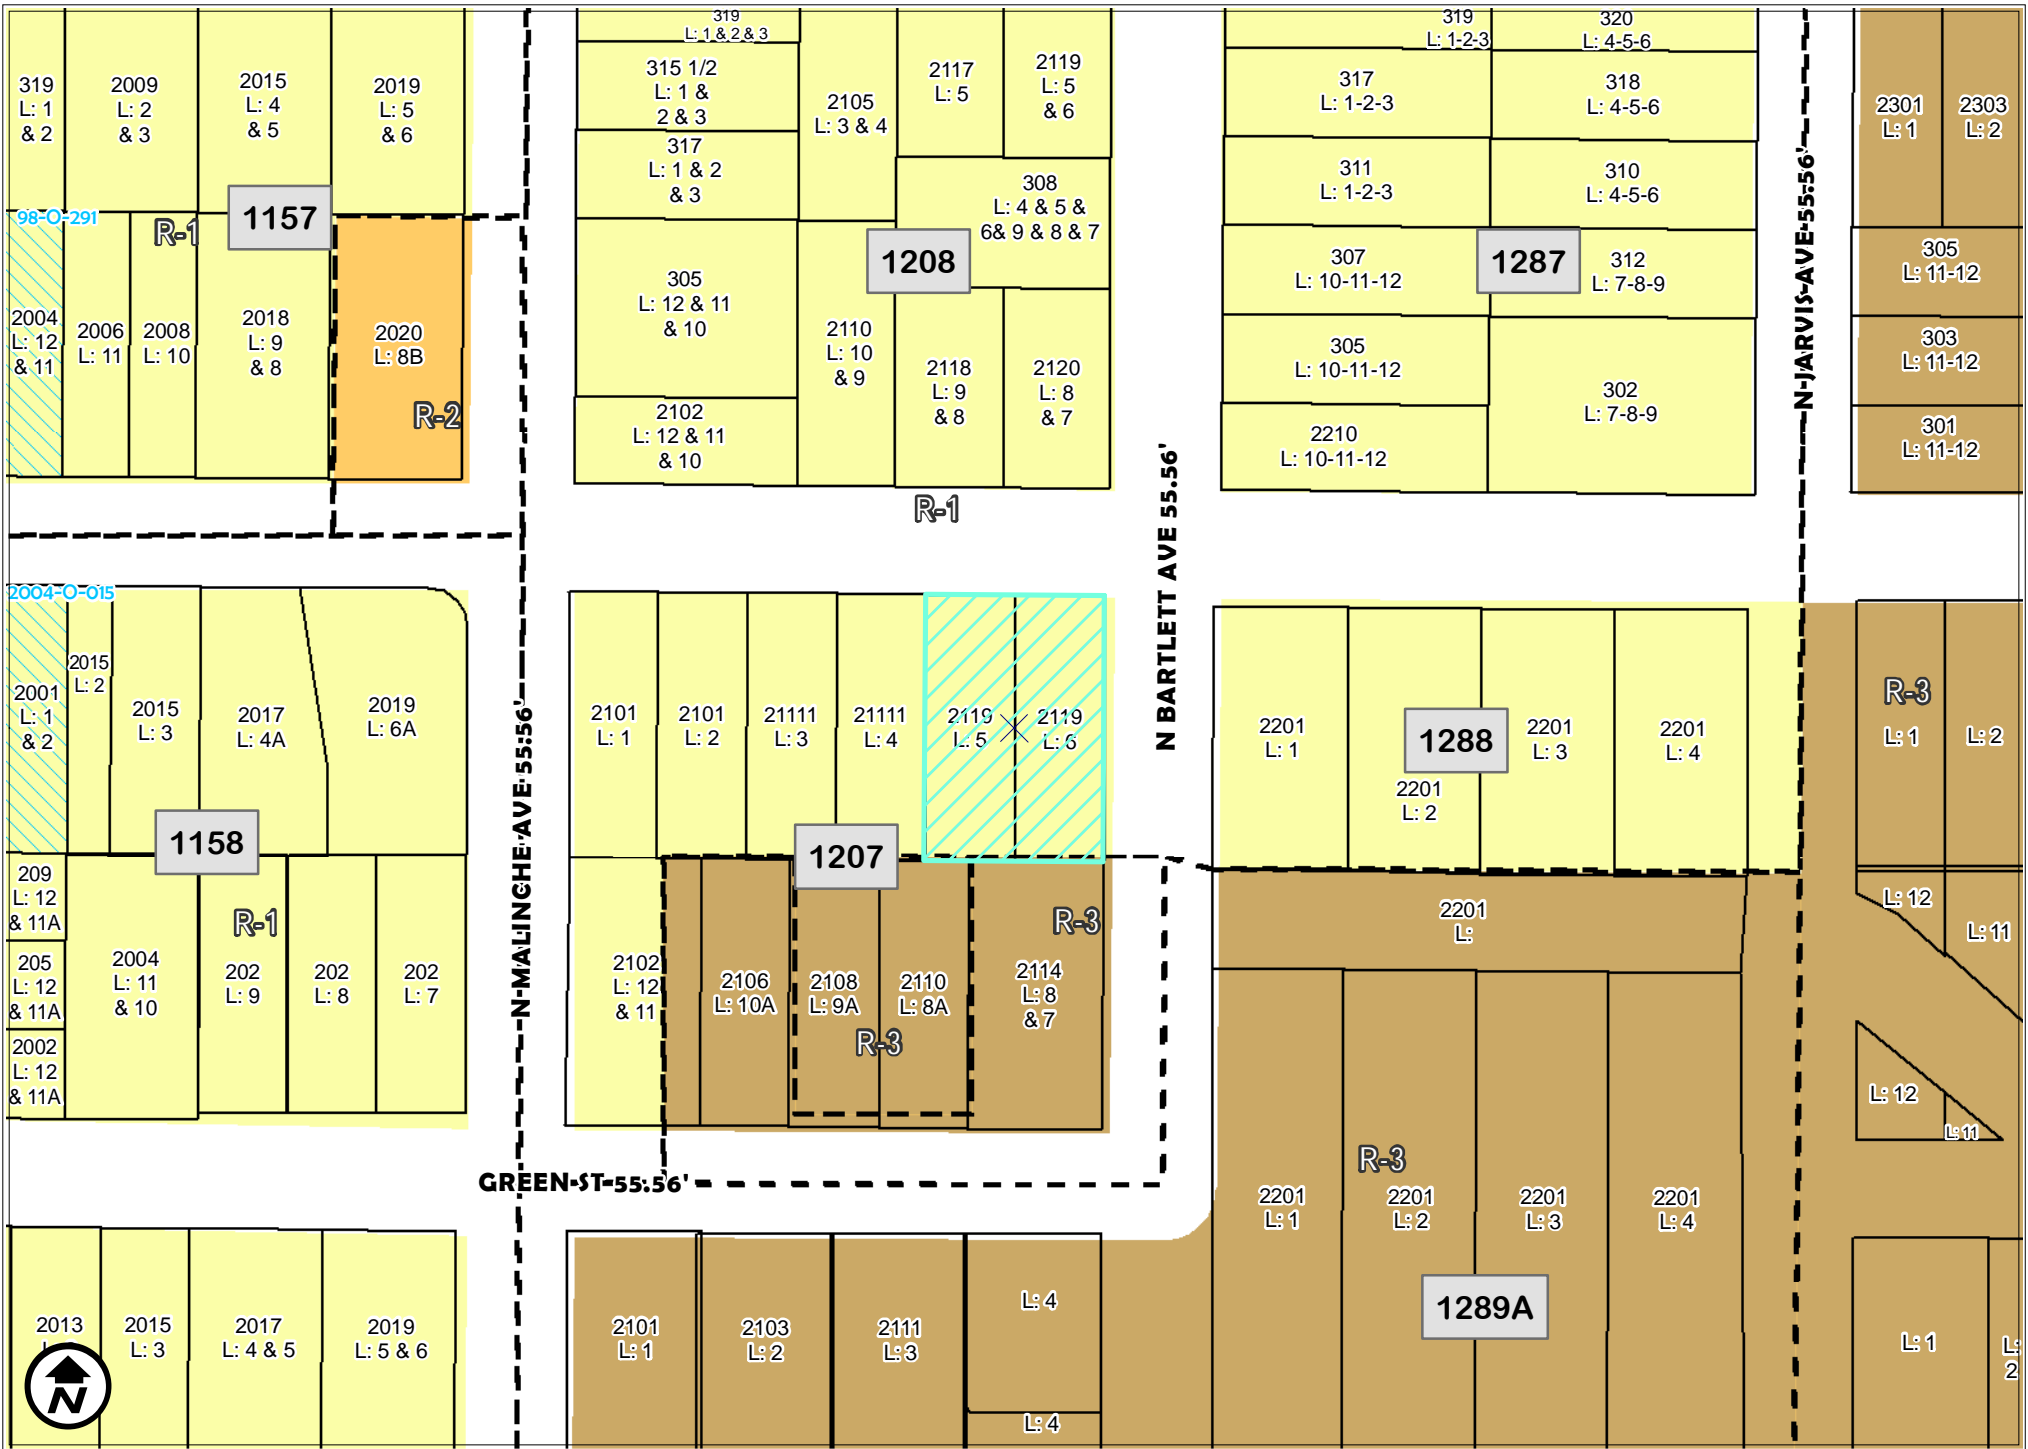 319
L: 1
& 2
2009
L: 2
& 3
2015
L: 4
& 5
2019
L: 5
& 6
98-O-291
R-1
1157
2004
L: 12
& 11
2006
L: 11
2008
L: 10
2018
L: 9
& 8
2020
L: 8B
R-2
319
L: 1 & 2 & 3
315 1/2
L: 1 &
2 & 3
317
L: 1 & 2
& 3
2105
L: 3 & 4
2117
L: 5
2119
L: 5
& 6
308
L: 4 & 5 &
6& 9 & 8 & 7
1208
305
L: 12 & 11
& 10
2102
L: 12 & 11
& 10
2110
L: 10
& 9
2118
L: 9
& 8
2120
L: 8
& 7
R-1
319
L: 1-2-3
320
L: 4-5-6
317
L: 1-2-3
318
L: 4-5-6
311
L: 1-2-3
310
L: 4-5-6
307
L: 10-11-12
1287
312
L: 7-8-9
305
L: 10-11-12
302
L: 7-8-9
2210
L: 10-11-12
N JARVIS AVE 55.56'
2301
L: 1
2303
L: 2
305
L: 11-12
303
L: 11-12
301
L: 11-12
N BARTLETT AVE 55.56'
2004-O-015
2001
L: 1
& 2
2015
L: 2
2015
L: 3
2017
L: 4A
2019
L: 6A
1158
209
L: 12
& 11A
205
L: 12
& 11A
2002
L: 12
& 11A
2004
L: 11
& 10
R-1
202
L: 9
202
L: 8
202
L: 7
N MALINCHE AVE 55.56'
2101
L: 1
2101
L: 2
21111
L: 3
21111
L: 4
2119
L: 5
2119
L: 6
1207
2102
L: 12
& 11
2106
L: 10A
2108
L: 9A
2110
L: 8A
R-3
2114
L: 8
& 7
R-3
2201
L: 1
1288
2201
L: 2
2201
L: 3
2201
L: 4
2201
L:
R-3
L: 1
L: 2
L: 12
L: 11
L: 12
L: 11
GREEN ST 55.56'
R-3
2201
L: 1
2201
L: 2
2201
L: 3
2201
L: 4
1289A
2013
2015
L: 3
2017
L: 4 & 5
2019
L: 5 & 6
2101
L: 1
2103
L: 2
2111
L: 3
L: 4
L: 4
L: 1
L:
2
N